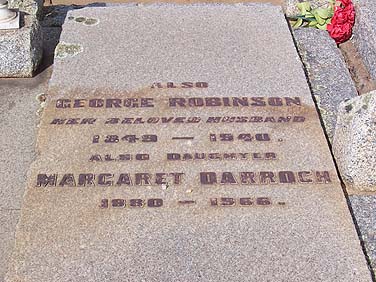 ALSO
GEORGE ROBINSON
HER BELOVED HUSBAND
1849 — 1940.
ALSO DAUGHTER
MARGARET DARROCH
1880 — 1966.